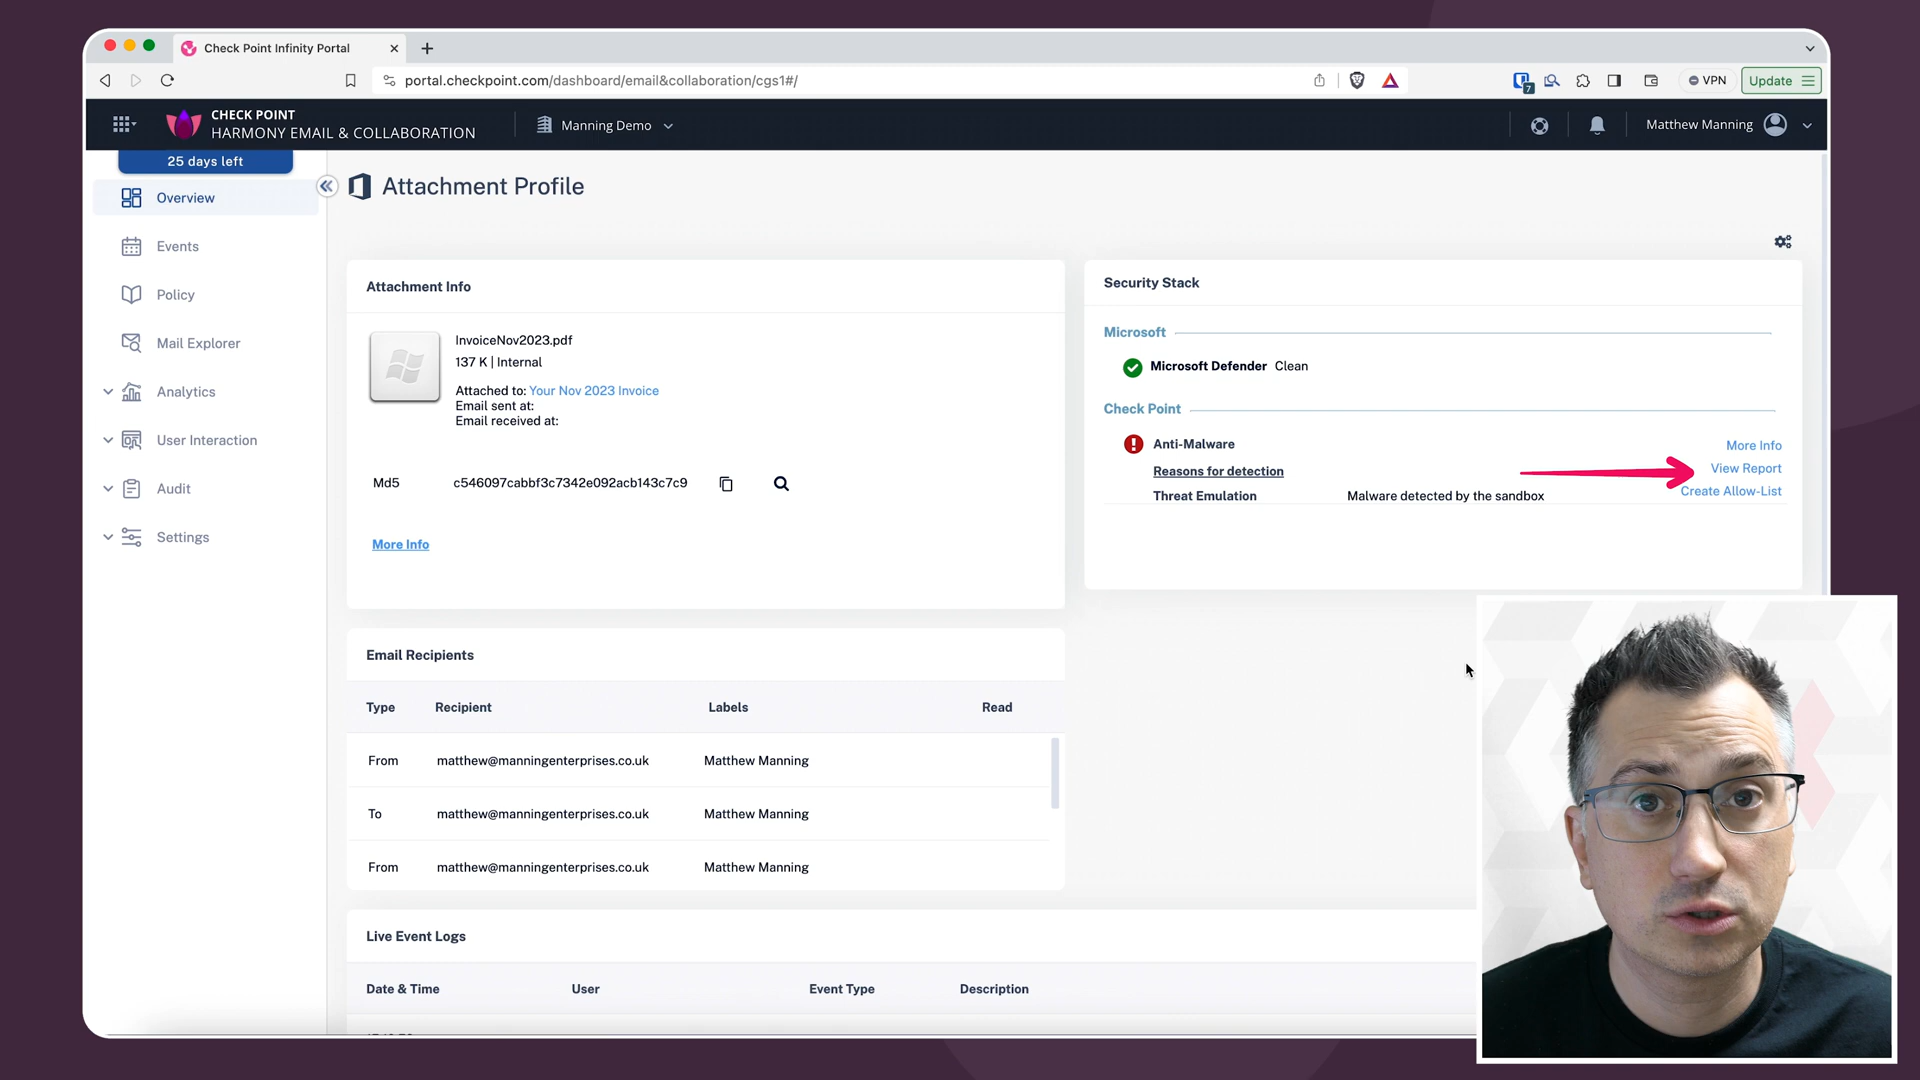 Check Point Infinity Portal
portal.checkpoint.com/dashboard/email&collaboration/cgs1#/
7
VPN
Update
CHECK POINT
HARMONY EMAIL & COLLABORATION
Manning Demo
Matthew Manning
25 days left
Overview
Events
Policy
Mail Explorer
Analytics
User Interaction
Audit
Settings
Attachment Profile
Attachment Info
InvoiceNov2023.pdf
137 K | Internal
Attached to: Your Nov 2023 Invoice
Email sent at:
Email received at:
Md5 c546097cabbf3c7342e092acb143c7c9
More Info
Security Stack
Microsoft
Microsoft Defender Clean
Check Point
Anti-Malware
More Info
Reasons for detection
View Report
Create Allow-List
Threat Emulation Malware detected by the sandbox
Email Recipients
Type Recipient Labels Read
From matthew@manningenterprises.co.uk Matthew Manning
To matthew@manningenterprises.co.uk Matthew Manning
From matthew@manningenterprises.co.uk Matthew Manning
Live Event Logs
Date & Time User Event Type Description